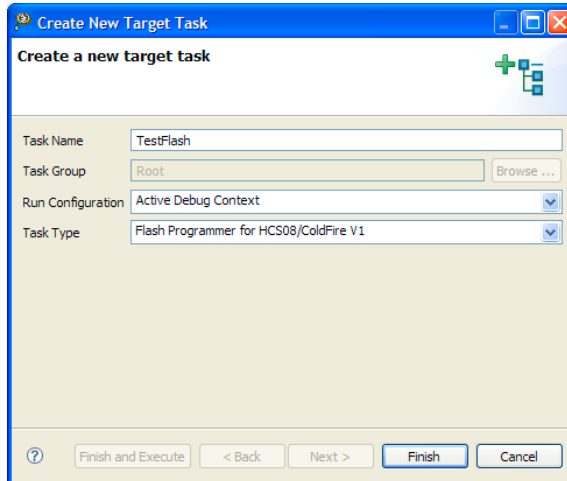 Create New Target Task
Create a new target task
Task Name TestFlash
Task Group Root Browse ...
Run Configuration Active Debug Context
Task Type Flash Programmer for HCS08/ColdFire V1
Finish and Execute < Back Next > Finish Cancel